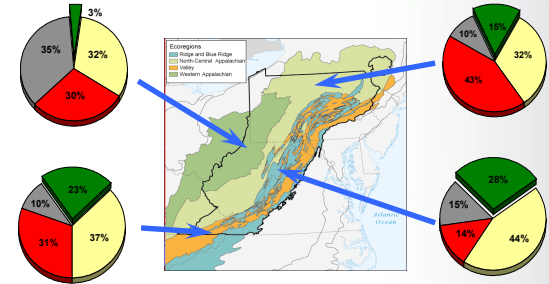 3%
35%
32%
30%
Ecoregions
Ridge and Blue Ridge
North-Central Appalachian
Valley
Western Appalachian
15%
10%
32%
43%
23%
10%
31%
37%
28%
15%
14%
44%
Atlantic
Ocean